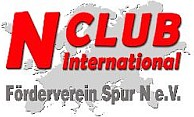 N CLUB
International
Förderverein Spur N e.V.